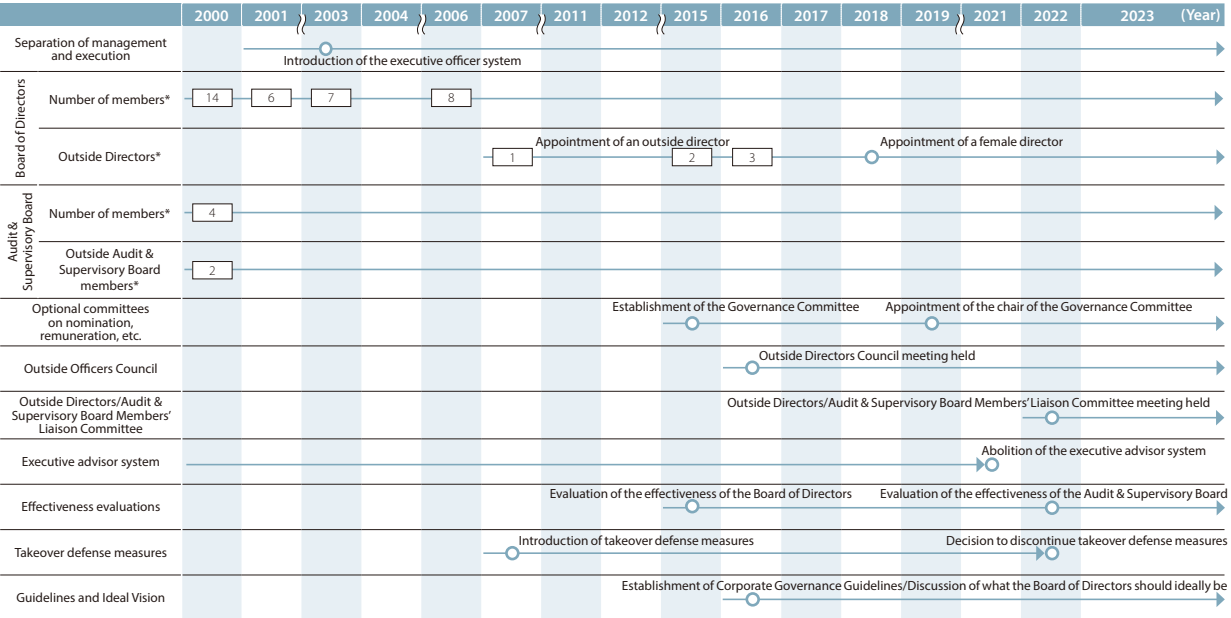 2000 2001 2003 2004 2006 2007 2011 2012 2015 2016 2017 2018 2019 2021 2022 2023 (Year)
Separation of management
and execution
Introduction of the executive officer system
Board of Directors
Number of members*
14 6 7 8
Outside Directors*
Appointment of an outside director
1 2 3
Appointment of a female director
Audit &
Supervisory Board
Number of members*
4
Outside Audit &
Supervisory Board
members*
2
Optional committees
on nomination,
remuneration, etc.
Establishment of the Governance Committee
Appointment of the chair of the Governance Committee
Outside Officers Council
Outside Directors Council meeting held
Outside Directors/Audit &
Supervisory Board Members'
Liaison Committee
Outside Directors/Audit & Supervisory Board Members' Liaison Committee meeting held
Executive advisor system
Abolition of the executive advisor system
Effectiveness evaluations
Evaluation of the effectiveness of the Board of Directors
Evaluation of the effectiveness of the Audit & Supervisory Board
Takeover defense measures
Introduction of takeover defense measures
Decision to discontinue takeover defense measures
Guidelines and Ideal Vision
Establishment of Corporate Governance Guidelines/Discussion of what the Board of Directors should ideally be